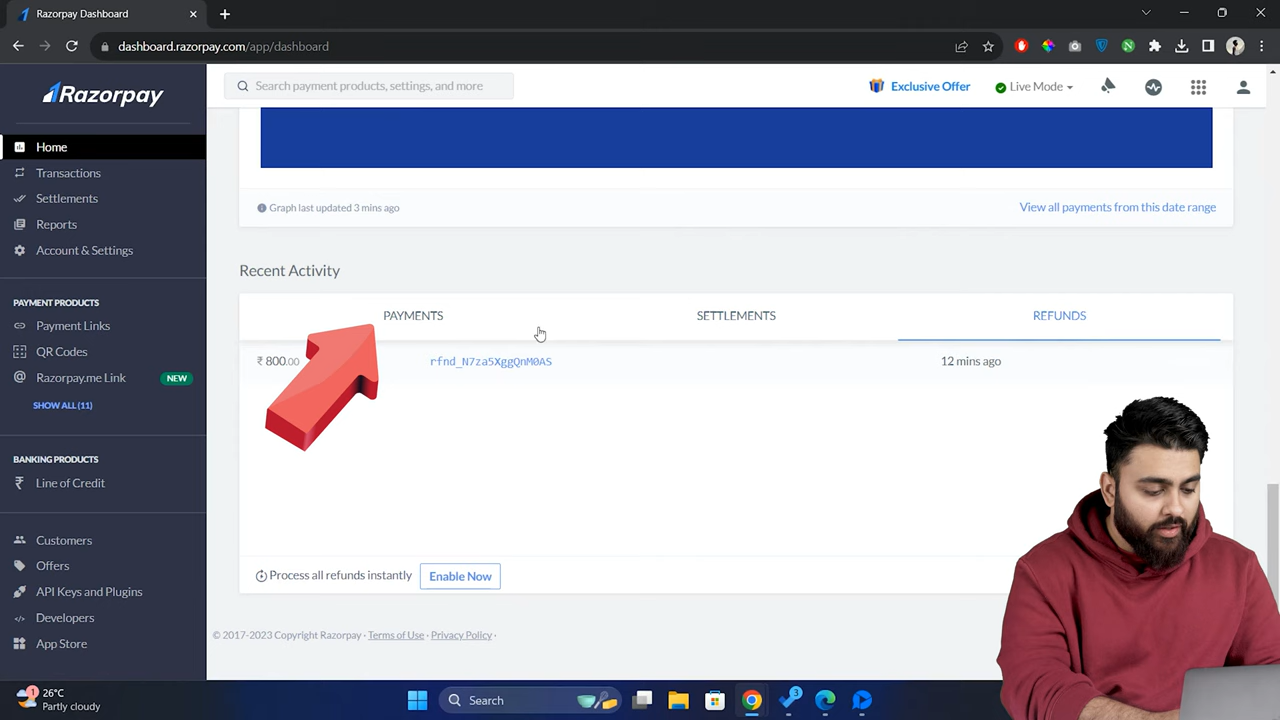 Razorpay Dashboard
dashboard.razorpay.com/app/dashboard
Razorpay
Search payment products, settings, and more
Exclusive Offer
Live Mode
Home
Transactions
Settlements
Reports
Account & Settings
PAYMENT PRODUCTS
Payment Links
QR Codes
Razorpay.me Link NEW
SHOW ALL (11)
BANKING PRODUCTS
Line of Credit
Customers
Offers
API Keys and Plugins
Developers
App Store
Graph last updated 3 mins ago
View all payments from this date range
Recent Activity
PAYMENTS SETTLEMENTS REFUNDS
₹ 800.00 rfnd_N7za5XggQnM0AS 12 mins ago
Process all refunds instantly Enable Now
© 2017-2023 Copyright Razorpay · Terms of Use · Privacy Policy ·
1
26°C
Partly cloudy
Search
3